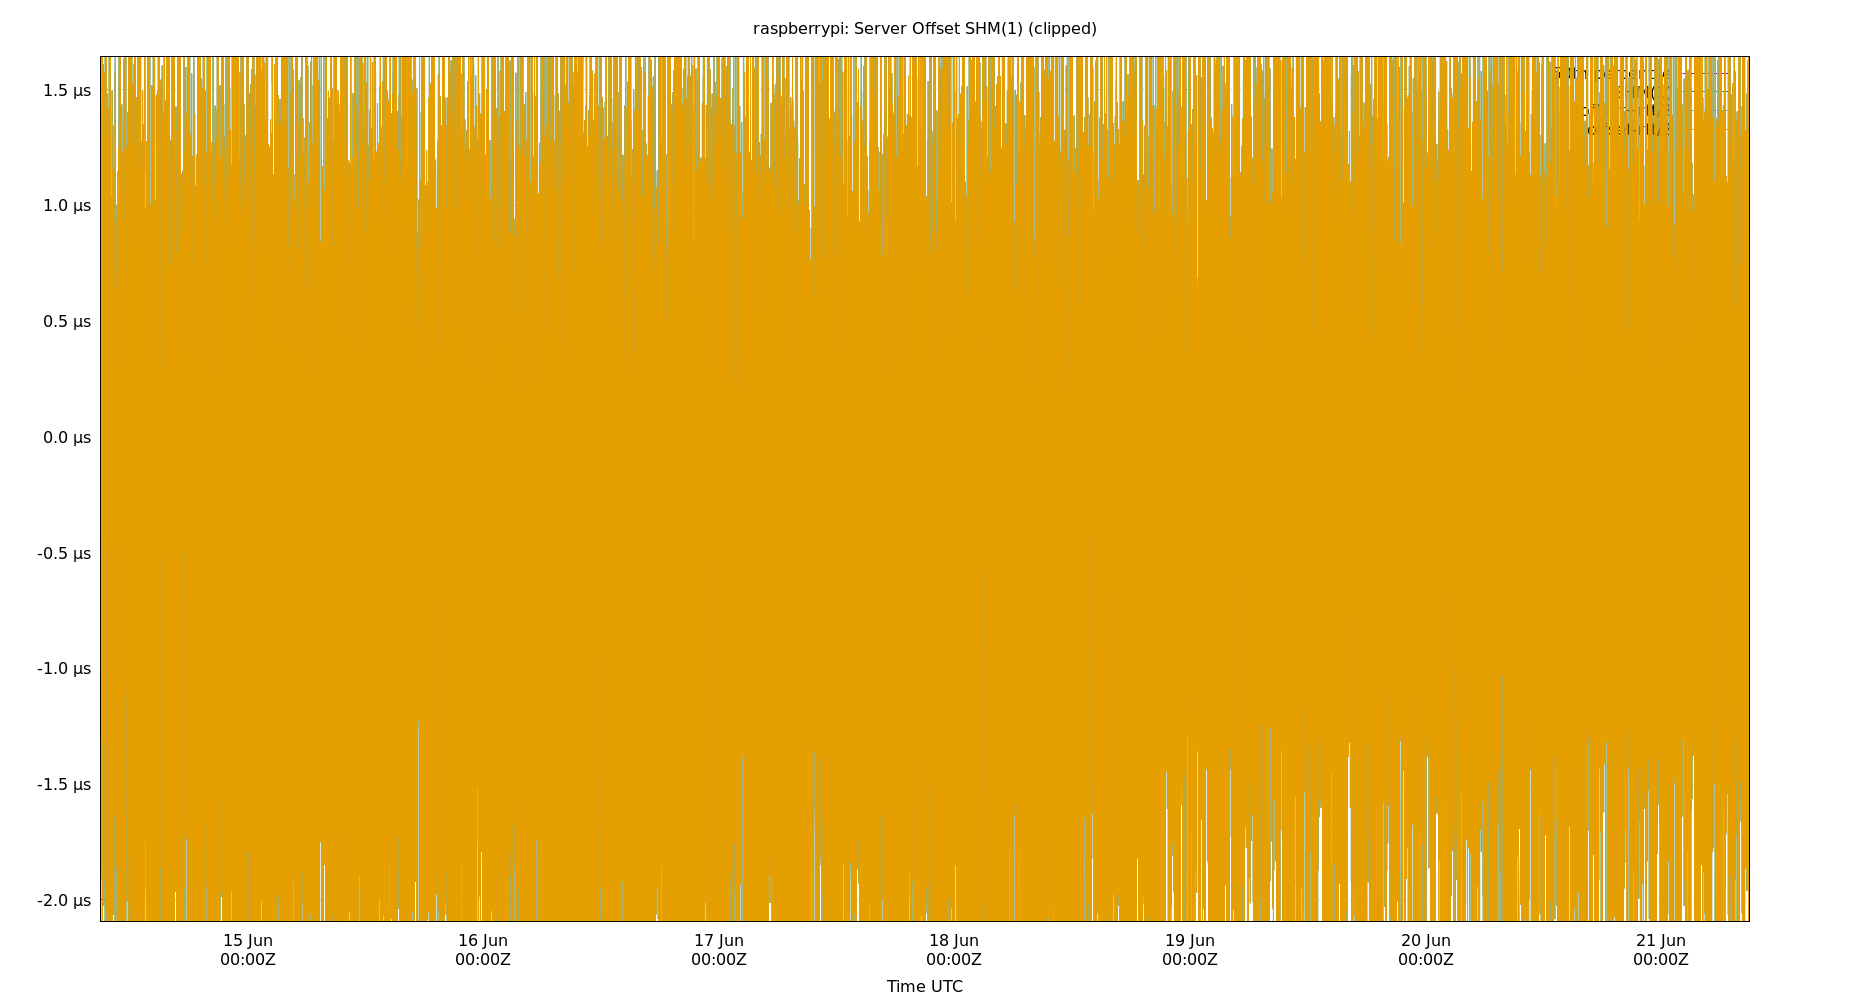 raspberrypi: Server Offset SHM(1) (clipped)
1.5 µs
1.0 µs
0.5 µs
0.0 µs
-0.5 µs
-1.0 µs
-1.5 µs
-2.0 µs
15 Jun 16 Jun 17 Jun 18 Jun 19 Jun 20 Jun 21 Jun
00:00Z 00:00Z 00:00Z 00:00Z 00:00Z 00:00Z 00:00Z
Time UTC